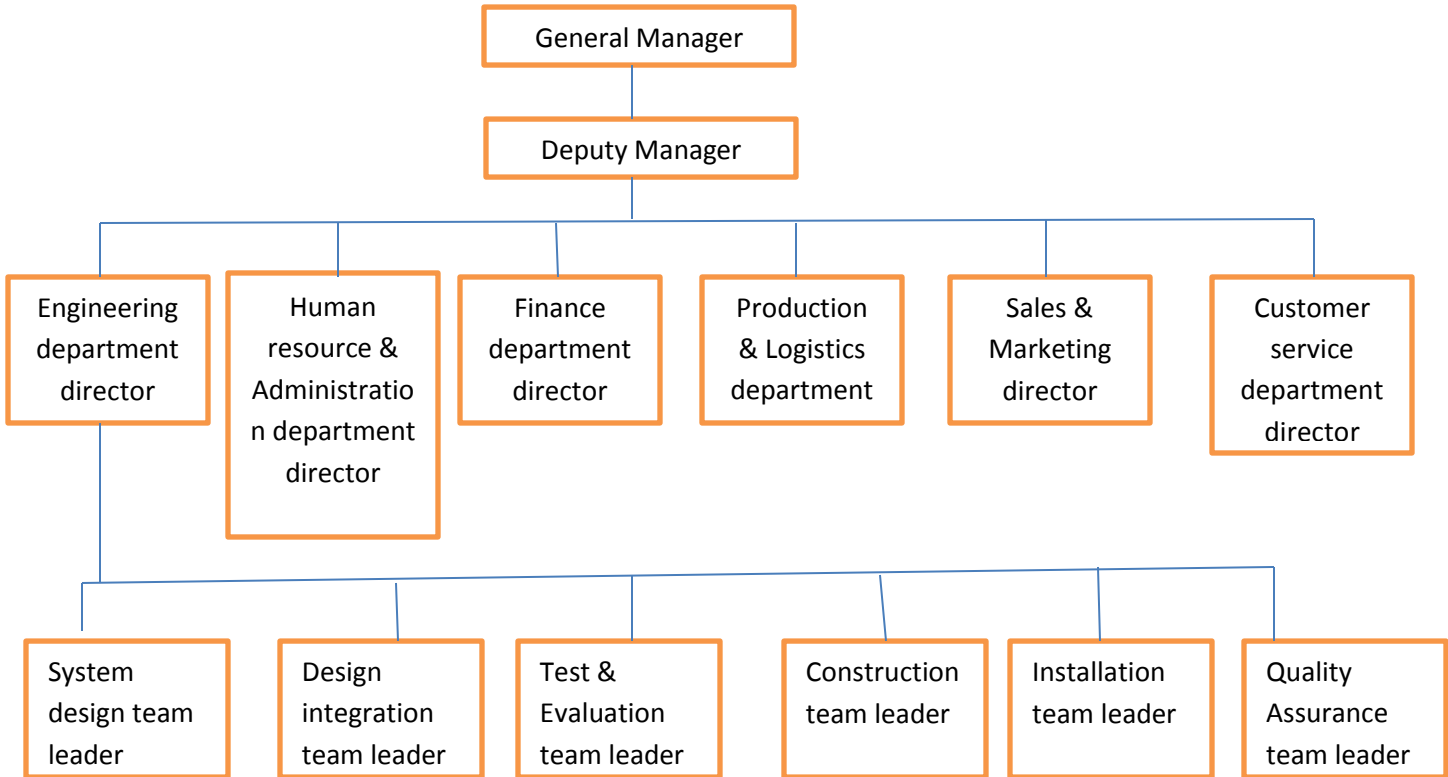 General Manager
Deputy Manager
Engineering
department
director
Human
resource &
Administratio
n department
director
Finance
department
director
Production
& Logistics
department
Sales &
Marketing
director
Customer
service
department
director
System
design team
leader
Design
integration
team leader
Test &
Evaluation
team leader
Construction
team leader
Installation
team leader
Quality
Assurance
team leader